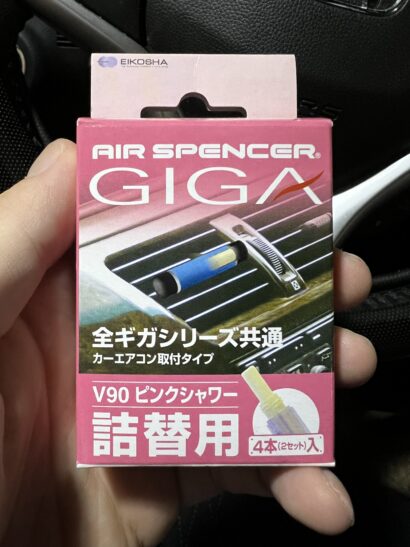 EIKOSHA
AIR SPENCER®
GIGA
全ギガシリーズ共通
カーエアコン取付タイプ
V90 ピンクシャワー
詰替用
4本(2セット)入